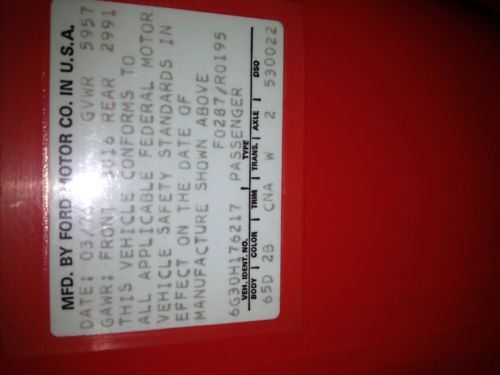 MFD. BY FORD MOTOR CO. IN U.S.A.
DATE: 03/ GVWR 5957
GAWR: FRONT 3016 REAR 2991
THIS VEHICLE CONFORMS TO
ALL APPLICABLE FEDERAL MOTOR
VEHICLE SAFETY STANDARDS IN
EFFECT ON THE DATE OF
MANUFACTURE SHOWN ABOVE
F0287/R0195
6G30H176217 PASSENGER
VEH. IDENT. NO. TYPE
BODY COLOR TRIM TRANS. AXLE DSO
65D 2B CNA W 2 530022